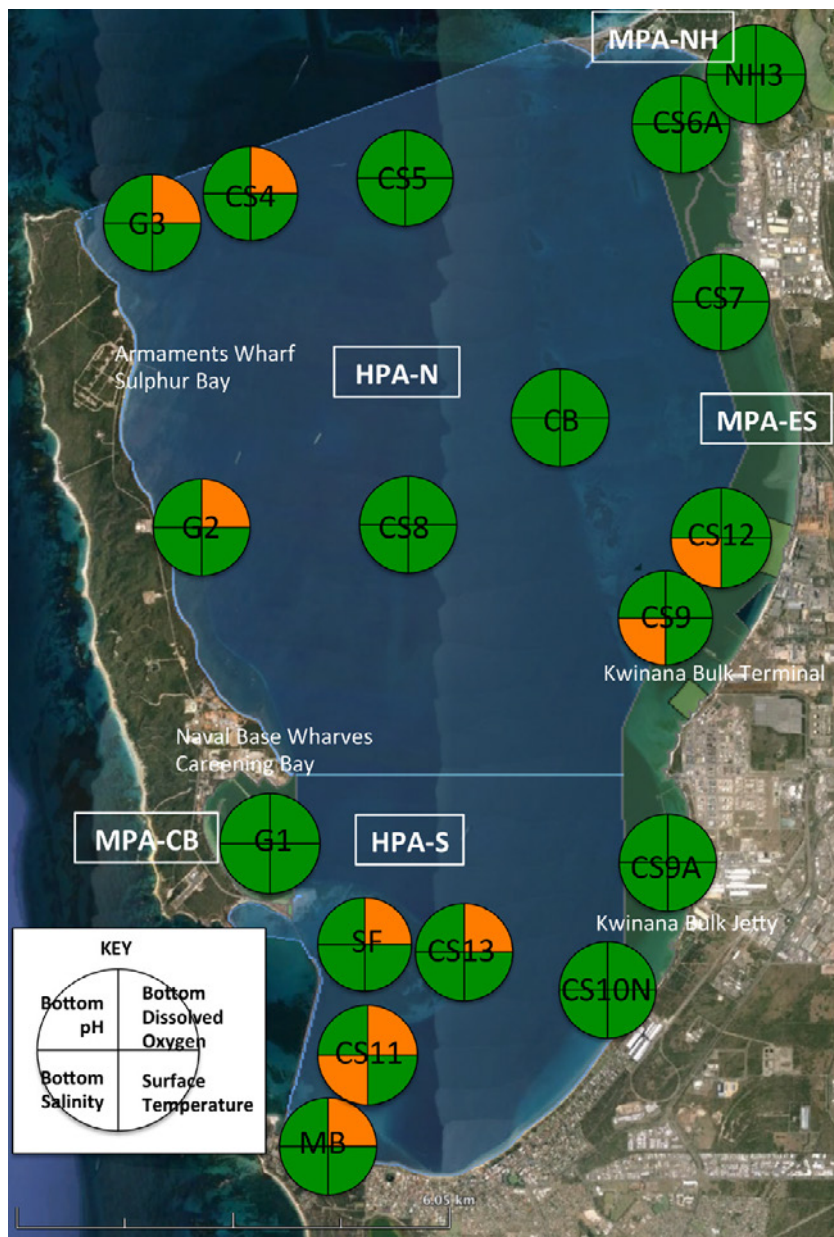 MPA-NH
NH3
CS6A
CS5
CS4
G3
CS7
Armaments Wharf
Sulphur Bay
HPA-N
CB
MPA-ES
G2
CS8
CS12
CS9
Kwinana Bulk Terminal
Naval Base Wharves
Careening Bay
MPA-CB
G1
HPA-S
CS9A
Kwinana Bulk Jetty
SF
CS13
CS10N
CS11
MB
KEY
Bottom
pH
Bottom
Dissolved
Oxygen
Bottom
Salinity
Surface
Temperature
6.05 km